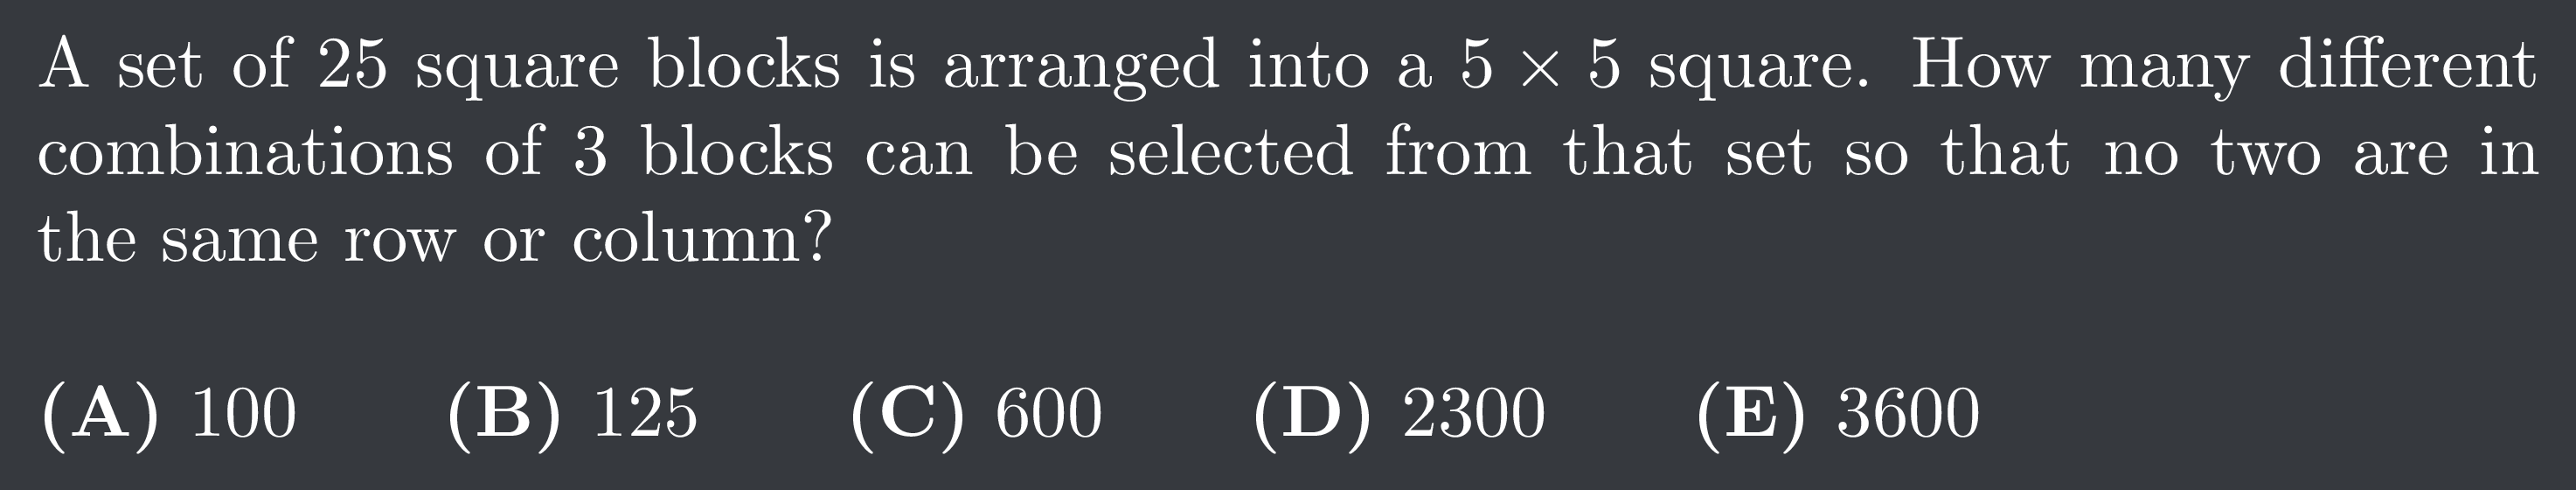 A set of 25 square blocks is arranged into a 5 × 5 square. How many different
combinations of 3 blocks can be selected from that set so that no two are in
the same row or column?
(A) 100 (B) 125 (C) 600 (D) 2300 (E) 3600